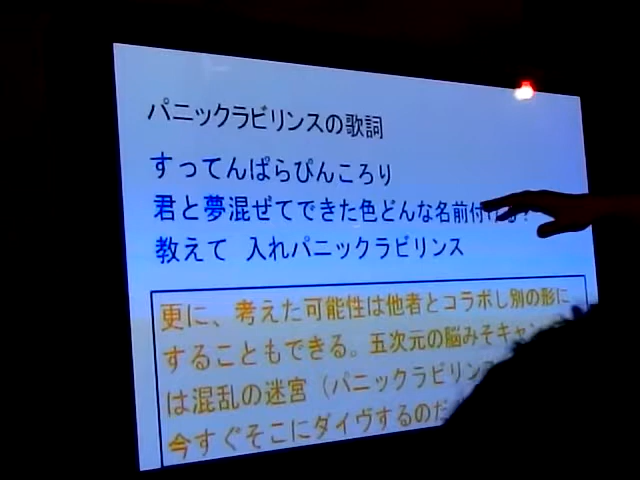 パニックラビリンスの歌詞
すってんぱらぴんころり
君と夢混ぜてできた色どんな名前付ける?
教えて 入れパニックラビリンス
更に、考えた可能性は他者とコラボし別の形に
することもできる。五次元の脳みそキャン
は混乱の迷宮（パニックラビリン
今すぐそこにダイヴするのだ